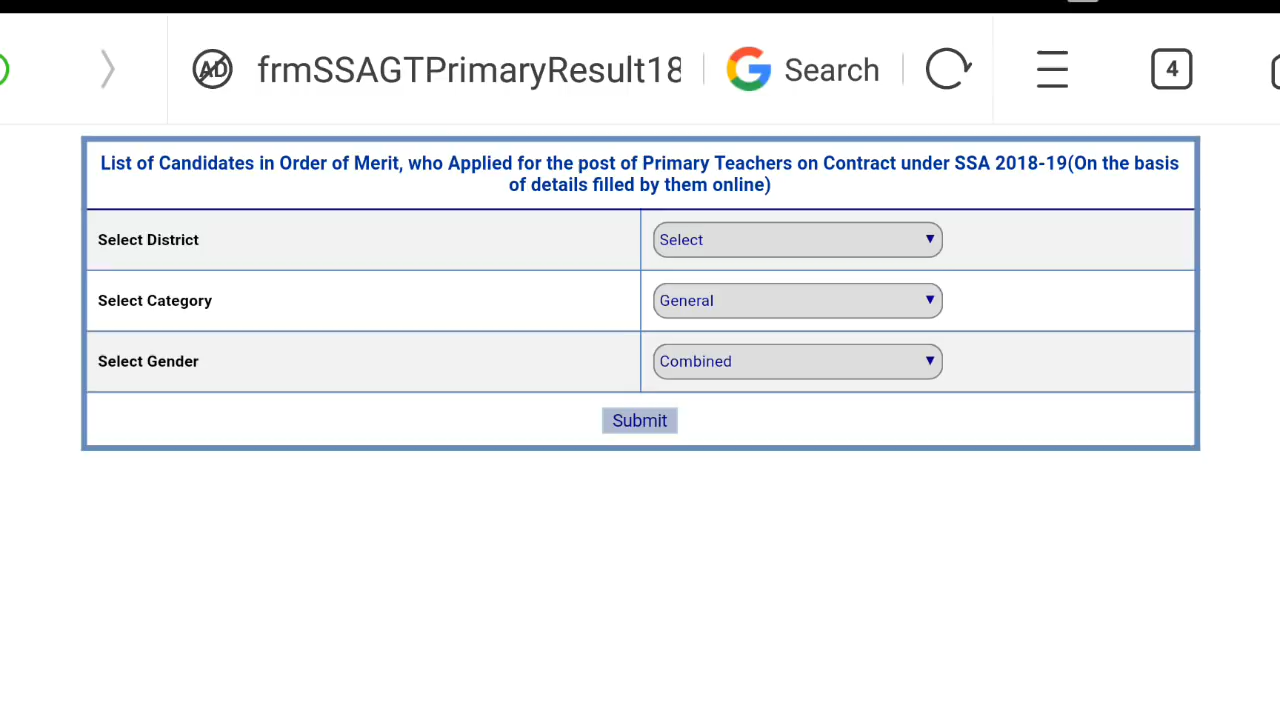 AD frmSSAGTPrimaryResult18 Search 4
List of Candidates in Order of Merit, who Applied for the post of Primary Teachers on Contract under SSA 2018-19(On the basis
of details filled by them online)
Select District Select
Select Category General
Select Gender Combined
Submit